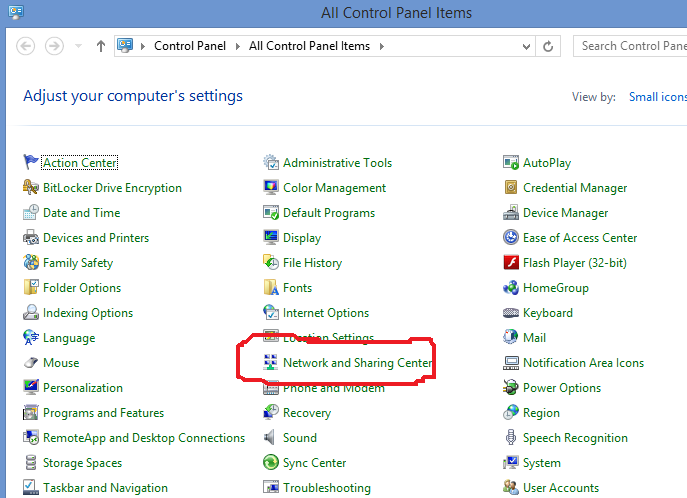 All Control Panel Items
Control Panel All Control Panel Items Search Control Pane
Adjust your computer's settings
View by: Small icons
Action Center Administrative Tools AutoPlay
BitLocker Drive Encryption Color Management Credential Manager
Date and Time Default Programs Device Manager
Devices and Printers Display Ease of Access Center
Family Safety File History Flash Player (32-bit)
Folder Options Fonts HomeGroup
Indexing Options Internet Options Keyboard
Language Location Settings Mail
Mouse Network and Sharing Center Notification Area Icons
Personalization Phone and Modem Power Options
Programs and Features Recovery Region
RemoteApp and Desktop Connections Sound Speech Recognition
Storage Spaces Sync Center System
Taskbar and Navigation Troubleshooting User Accounts